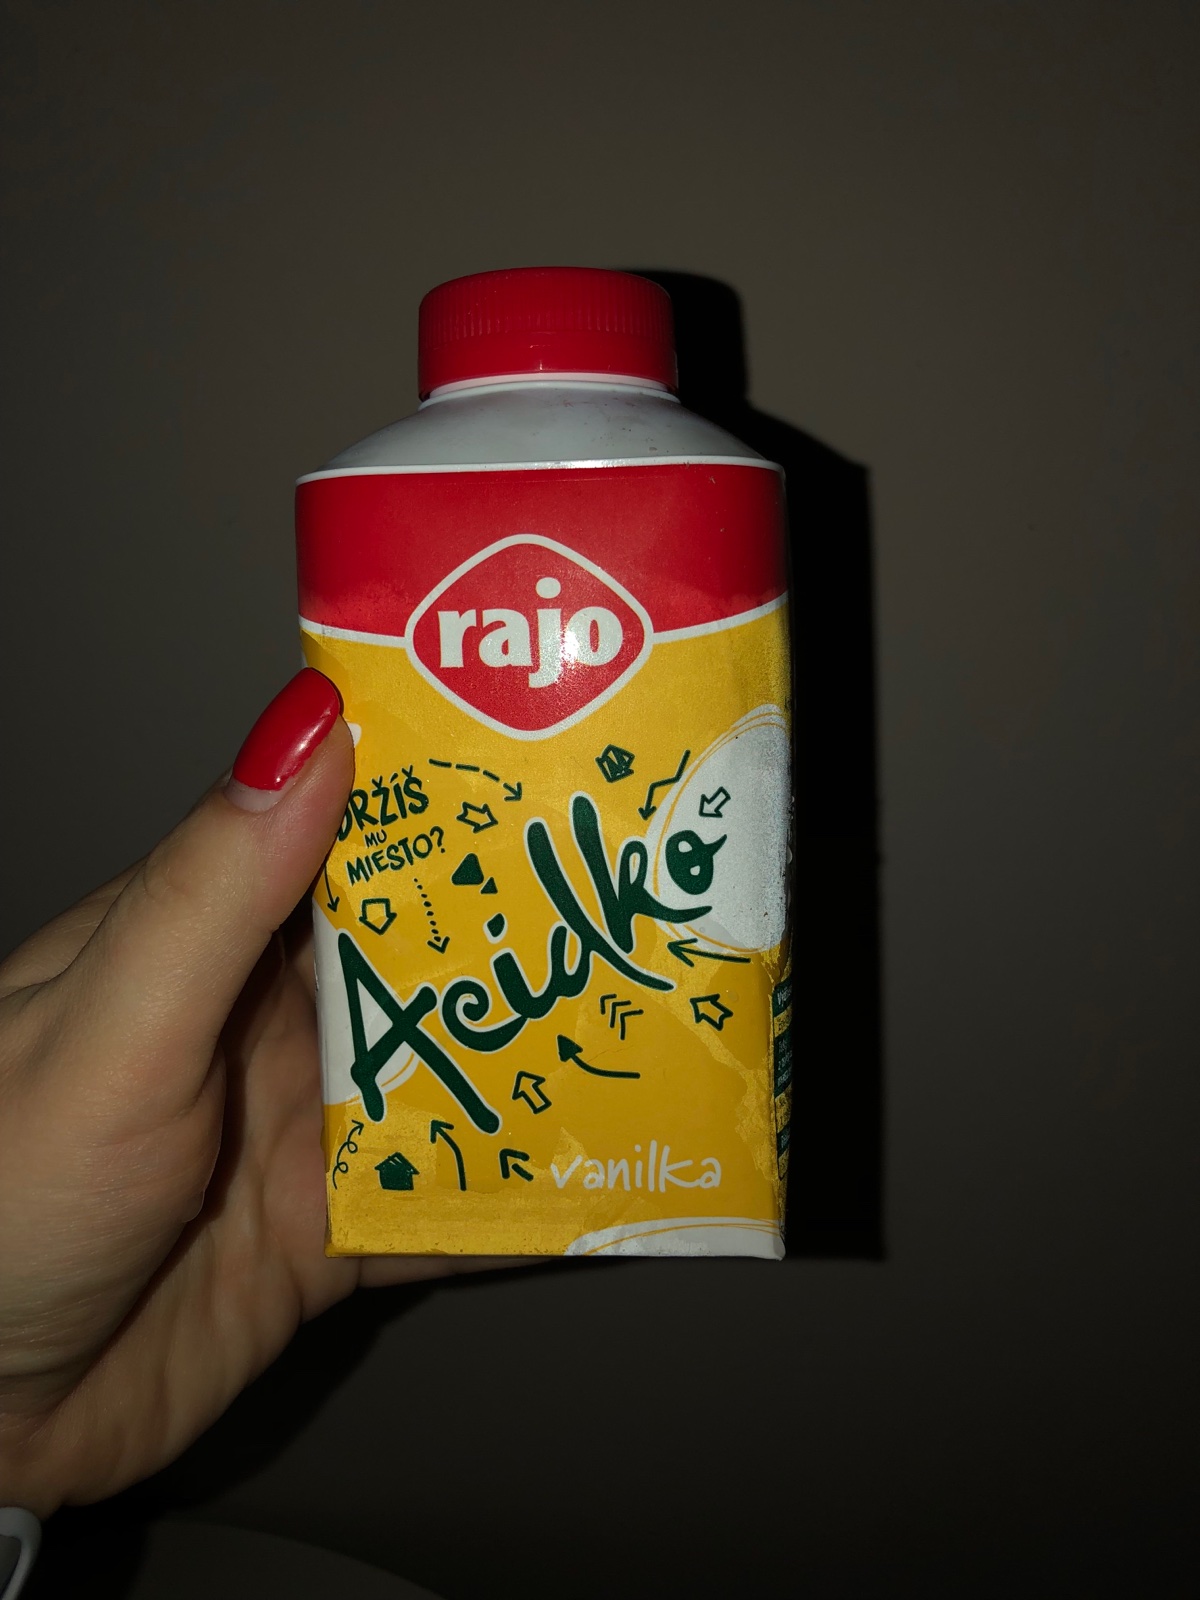 rajo
DRŽÍŠ
MU
MIESTO?
Acidko
vanilka